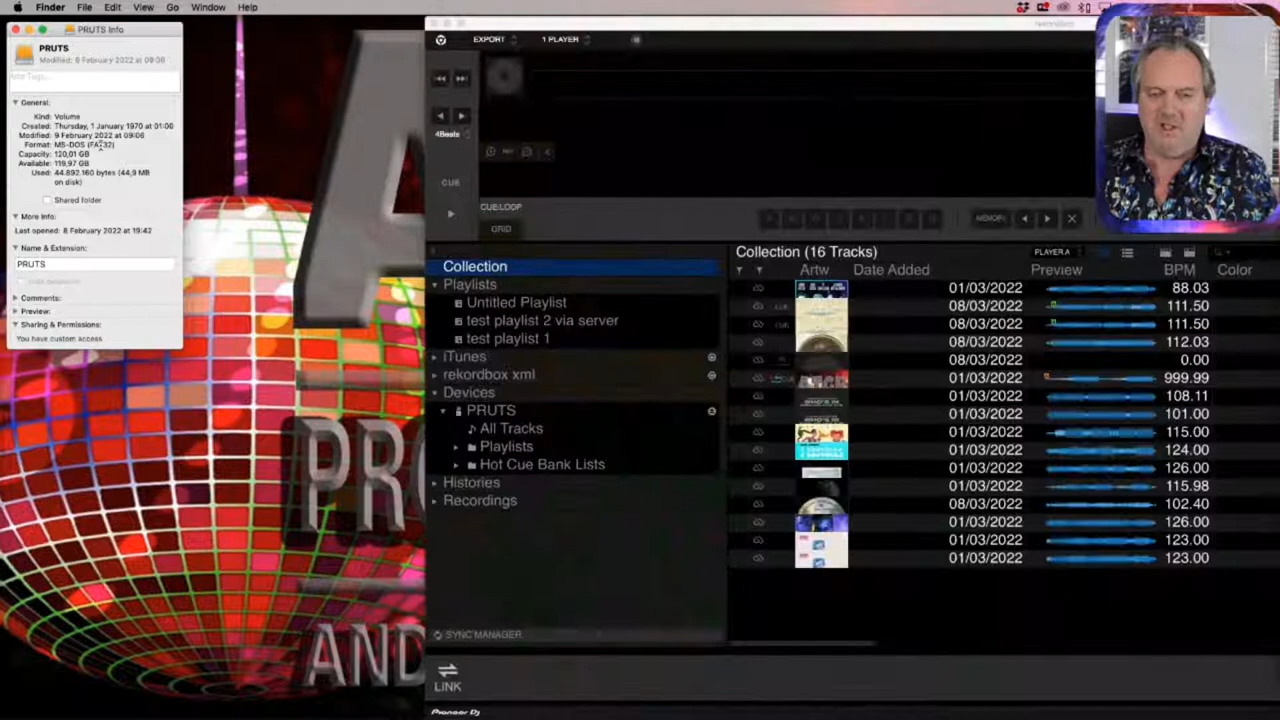 Finder File Edit View Go Window Help
PRUTS Info
PRUTS
Modified: 9 February 2022 at 09:06
Add Tags...
General:
Kind: Volume
Created: Thursday, 1 January 1970 at 01:00
Modified: 9 February 2022 at 09:06
Format: MS-DOS (FAT32)
Capacity: 120,01 GB
Available: 119,97 GB
Used: 44.892.160 bytes (44,9 MB
on disk)
Shared folder
More Info:
Last opened: 8 February 2022 at 19:42
Name & Extension:
PRUTS
Comments:
Preview:
Sharing & Permissions:
You have custom access
A
PRO
AND
EXPORT 1 PLAYER
4Beats
CUE
CUE/LOOP
GRID
MEMORY
Collection
Playlists
Untitled Playlist
test playlist 2 via server
test playlist 1
iTunes
rekordbox xml
Devices
PRUTS
All Tracks
Playlists
Hot Cue Bank Lists
Histories
Recordings
SYNC MANAGER
LINK
Pioneer Dj
Collection (16 Tracks) PLAYER A
Artw Date Added Preview BPM Color
01/03/2022 88.03
08/03/2022 111.50
08/03/2022 111.50
08/03/2022 112.03
08/03/2022 0.00
08/03/2022 999.99
01/03/2022 108.11
01/03/2022 101.00
01/03/2022 115.00
01/03/2022 124.00
01/03/2022 126.00
01/03/2022 115.98
08/03/2022 102.40
01/03/2022 126.00
01/03/2022 123.00
01/03/2022 123.00